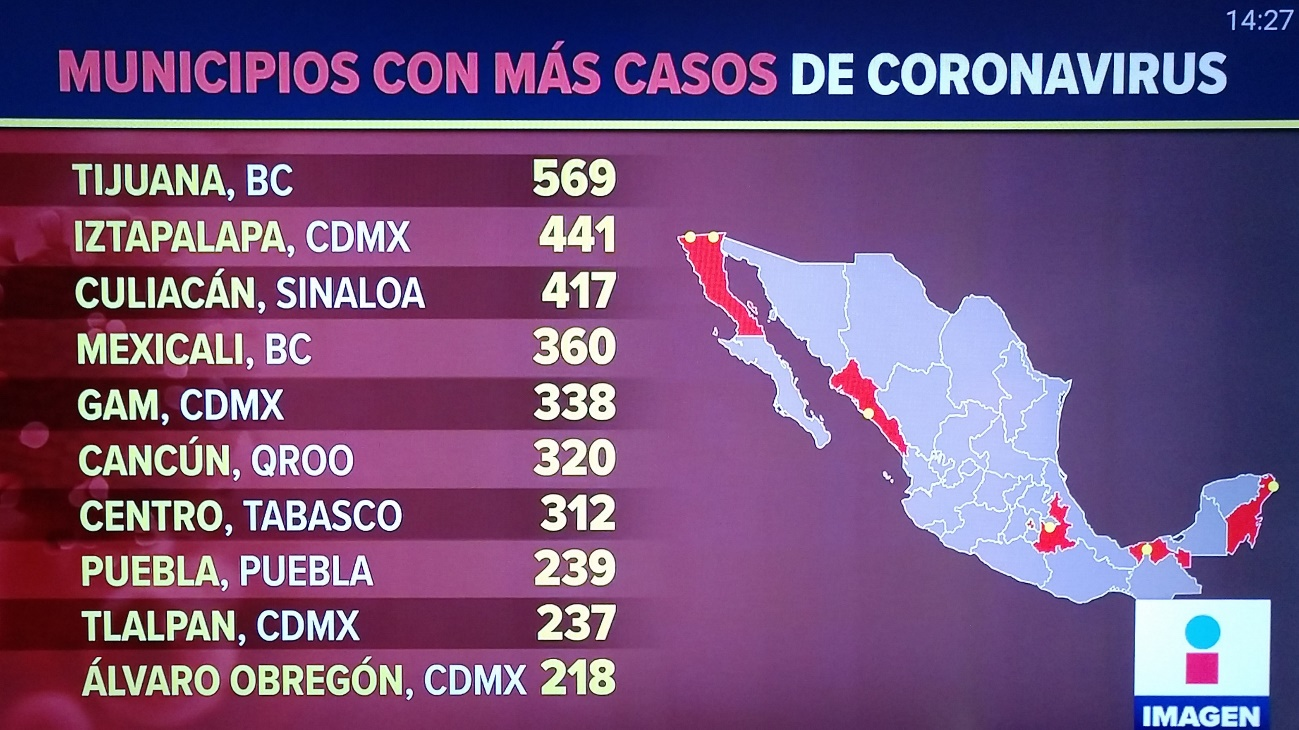 14:27
MUNICIPIOS CON MÁS CASOS DE CORONAVIRUS
TIJUANA, BC 569
IZTAPALAPA, CDMX 441
CULIACÁN, SINALOA 417
MEXICALI, BC 360
GAM, CDMX 338
CANCÚN, QROO 320
CENTRO, TABASCO 312
PUEBLA, PUEBLA 239
TLALPAN, CDMX 237
ÁLVARO OBREGÓN, CDMX 218
IMAGEN